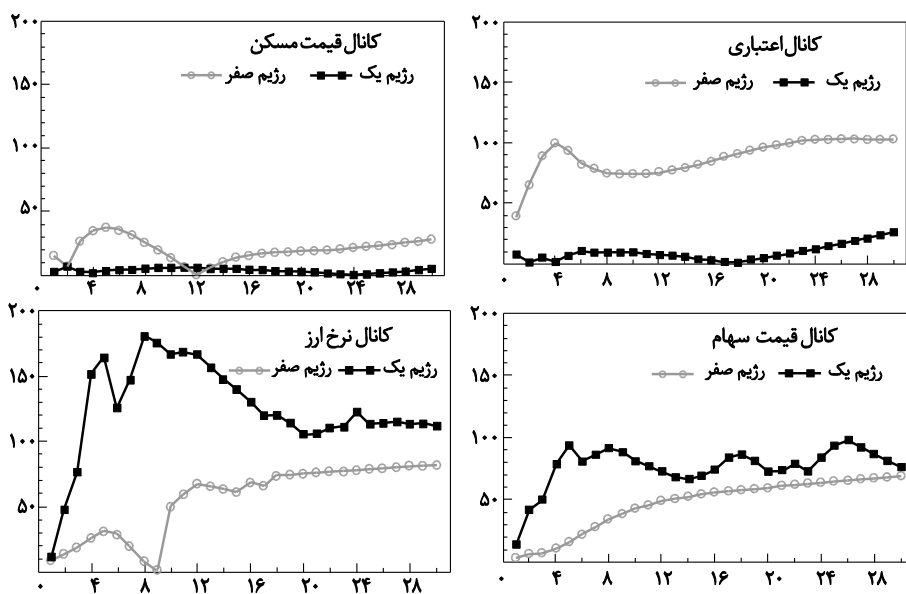 کانال قیمت مسکن
رژیم یک رژیم صفر
۲۰۰
۱۵۰
۱۰۰
۵۰
۰ ۴ ۸ ۱۲ ۱۶ ۲۰ ۲۴ ۲۸
کانال اعتباری
رژیم یک رژیم صفر
۲۰۰
۱۵۰
۱۰۰
۵۰
۰ ۴ ۸ ۱۲ ۱۶ ۲۰ ۲۴ ۲۸
کانال نرخ ارز
رژیم یک رژیم صفر
۲۰۰
۱۵۰
۱۰۰
۵۰
۰ ۴ ۸ ۱۲ ۱۶ ۲۰ ۲۴ ۲۸
کانال قیمت سهام
رژیم یک رژیم صفر
۲۰۰
۱۵۰
۱۰۰
۵۰
۰ ۴ ۸ ۱۲ ۱۶ ۲۰ ۲۴ ۲۸